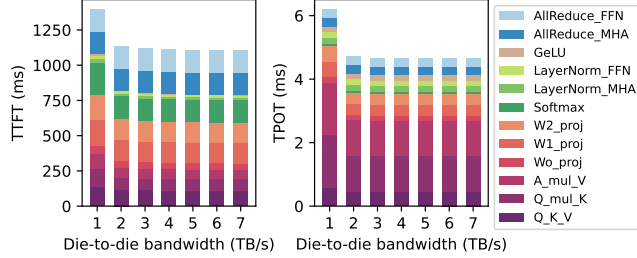 1250
1000
750
500
250
0
TTFT (ms)
1 2 3 4 5 6 7
Die-to-die bandwidth (TB/s)
6
4
2
0
TPOT (ms)
1 2 3 4 5 6 7
Die-to-die bandwidth (TB/s)
AllReduce_FFN
AllReduce_MHA
GeLU
LayerNorm_FFN
LayerNorm_MHA
Softmax
W2_proj
W1_proj
Wo_proj
A_mul_V
Q_mul_K
Q_K_V